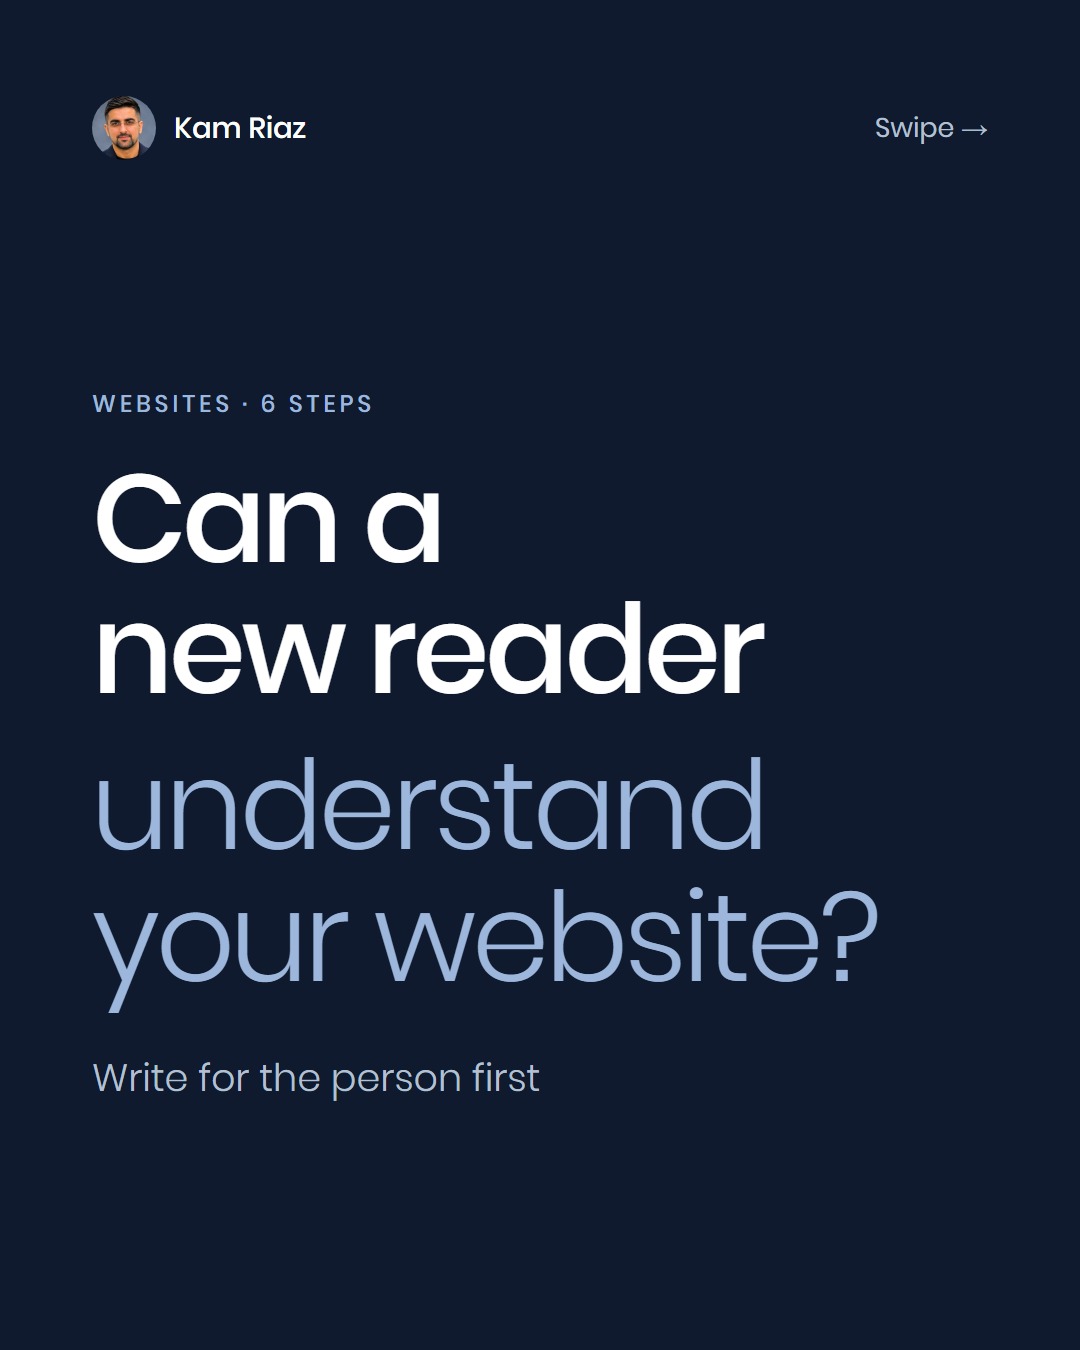 Kam Riaz
Swipe →
WEBSITES · 6 STEPS
Can a
new reader
understand
your website?
Write for the person first